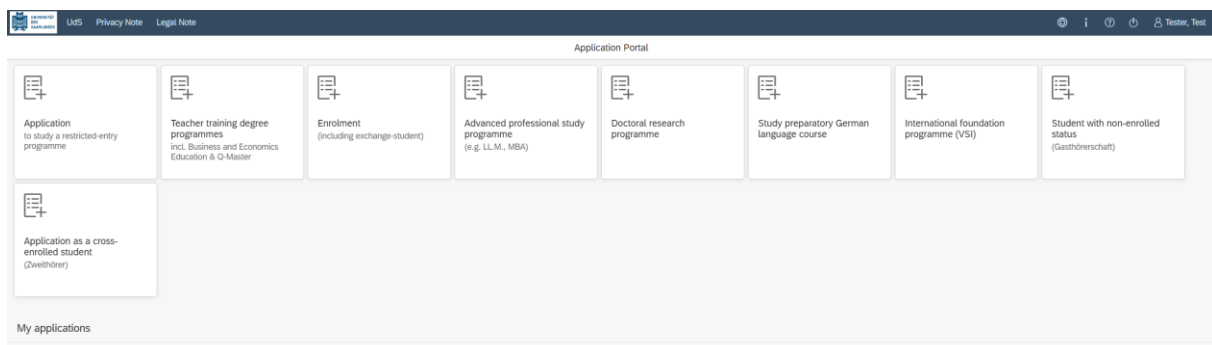 UNIVERSITÄT
DES
SAARLANDES
UdS Privacy Note Legal Note
Tester, Test
Application Portal
Application
to study a restricted-entry
programme
Teacher training degree
programmes
incl. Business and Economics
Education & Q-Master
Enrolment
(including exchange-student)
Advanced professional study
programme
(e.g. LL.M., MBA)
Doctoral research
programme
Study preparatory German
language course
International foundation
programme (VSI)
Student with non-enrolled
status
(Gasthörerschaft)
Application as a cross-
enrolled student
(Zweithörer)
My applications